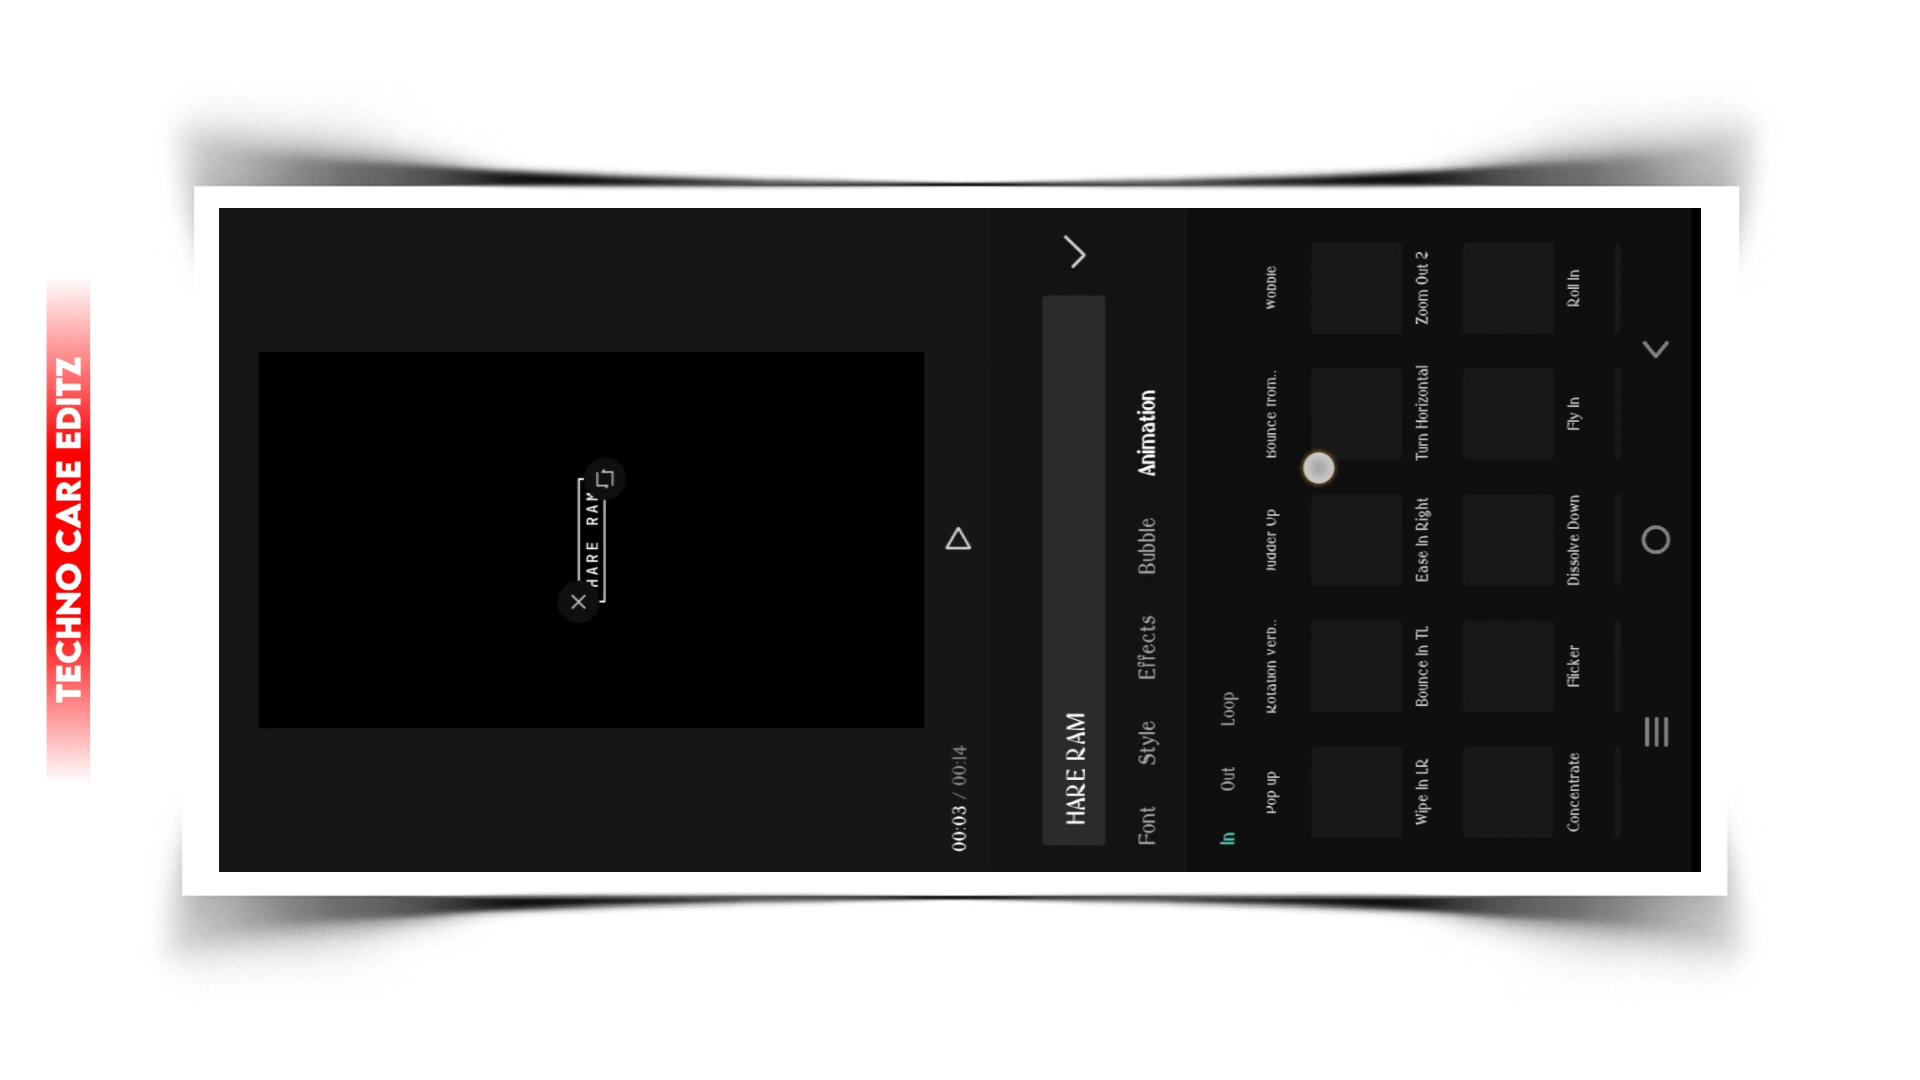 TECHNO CARE EDITZ
HARE RAM
00:03 / 00:14
HARE RAM
Font Style Effects Bubble Animation
In Out Loop
Pop up Rotation verb.. Judder Up Bounce from.. Wobble
Wipe In LR Bounce In TL Ease In Right Turn Horizontal Zoom Out 2
Concentrate Flicker Dissolve Down Fly In Roll In